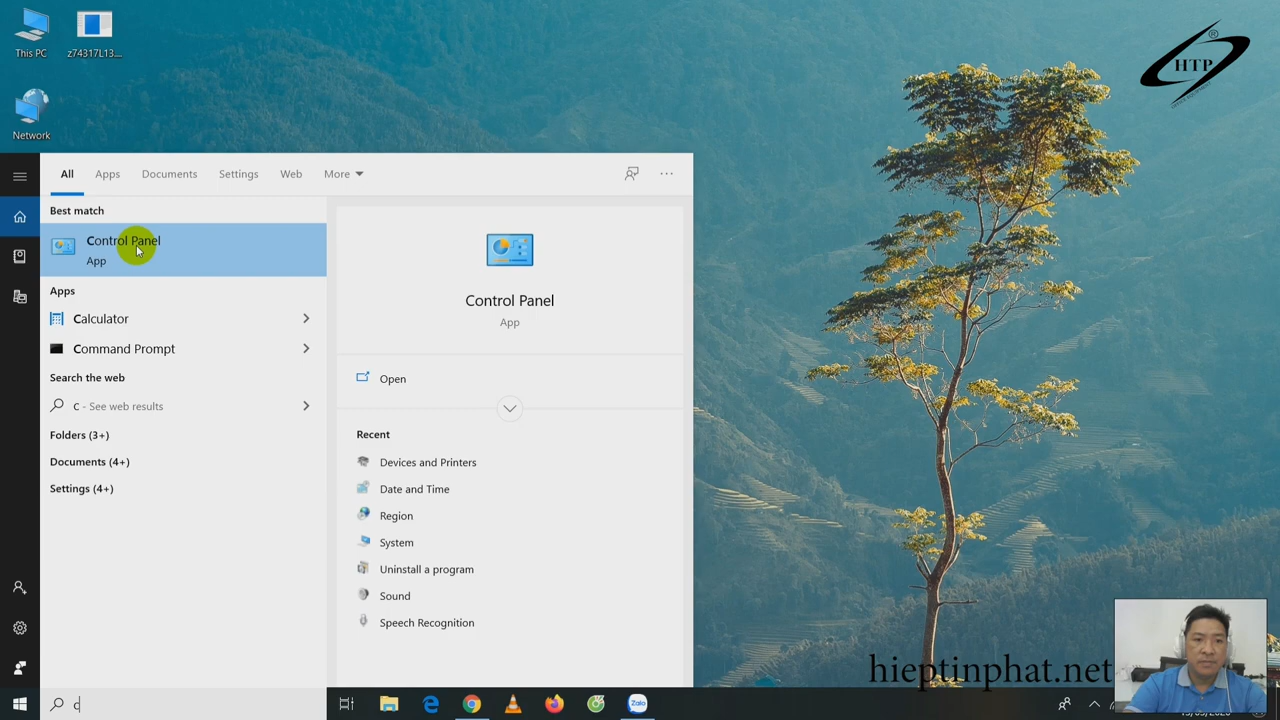 This PC
z74317L13...
HTP
®
Network
All
Apps
Documents
Settings
Web
More
Best match
Control Panel
App
Apps
Calculator
Command Prompt
Search the web
c - See web results
Folders (3+)
Documents (4+)
Settings (4+)
Control Panel
App
Open
Recent
Devices and Printers
Date and Time
Region
System
Uninstall a program
Sound
Speech Recognition
hieptinphat.net
c
Zalo